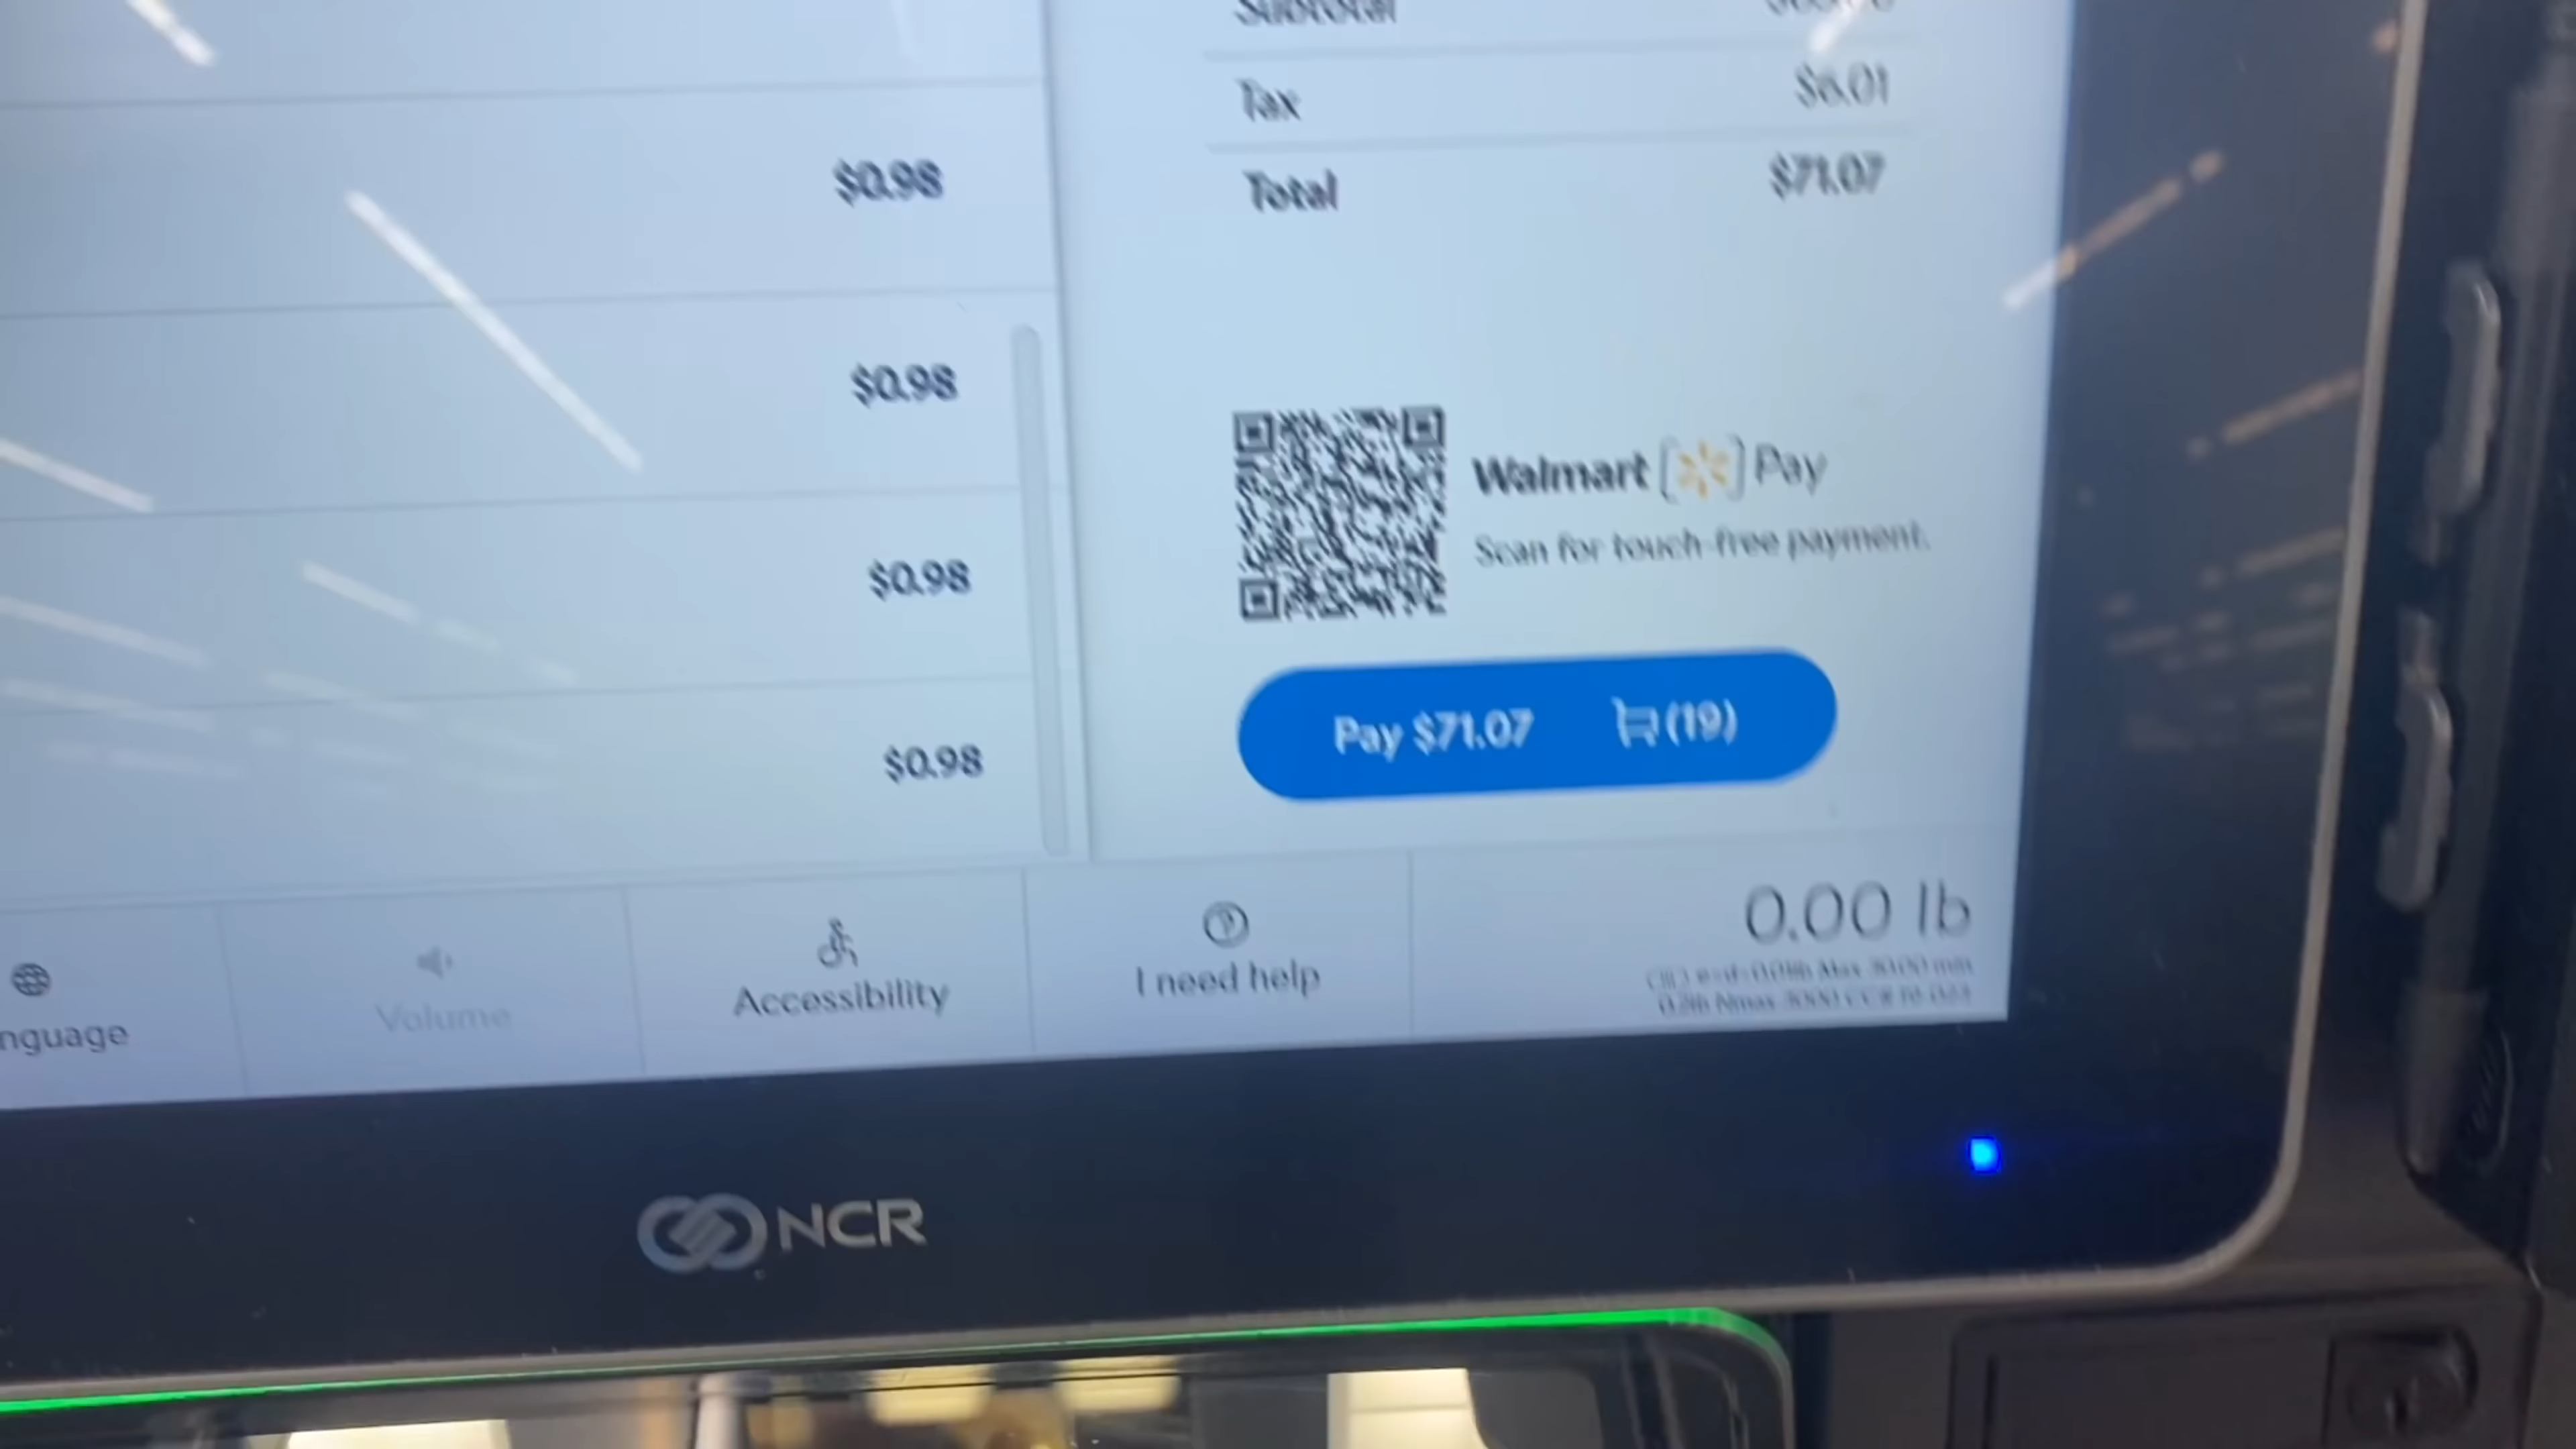 Subtotal
Tax $6.01
Total $71.07
$0.98
$0.98
$0.98
$0.98
Walmart Pay
Scan for touch-free payment.
Pay $71.07 (19)
nguage
Volume
Accessibility
I need help
0.00 lb
NCR